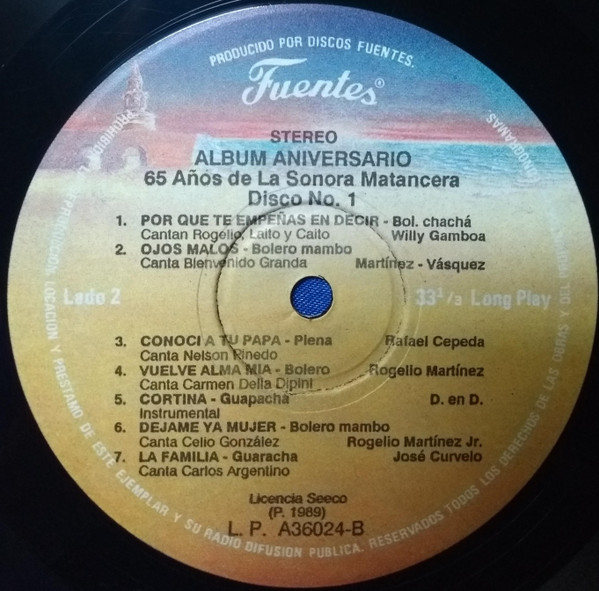 PRODUCIDO POR DISCOS FUENTES.
Fuentes®
STEREO
ALBUM ANIVERSARIO
65 Años de La Sonora Matancera
Disco No. 1
1. POR QUE TE EMPEÑAS EN DECIR - Bol. chachá
Cantan Rogelio, Laito y Caito Willy Gamboa
2. OJOS MALOS - Bolero mambo
Canta Bienvenido Granda Martínez - Vásquez
Lado 2 33 1/3 Long Play
3. CONOCI A TU PAPA - Plena Rafael Cepeda
Canta Nelson Pinedo
4. VUELVE ALMA MIA - Bolero Rogelio Martínez
Canta Carmen Della Dipini
5. CORTINA - Guapachá D. en D.
Instrumental
6. DEJAME YA MUJER - Bolero mambo
Canta Celio González Rogelio Martínez Jr.
7. LA FAMILIA - Guaracha José Curvelo
Canta Carlos Argentino
Licencia Seeco
(P. 1989)
L. P. A36024-B
LOCACION Y PRESTAMO DE ESTE EJEMPLAR Y SU RADIO DIFUSION PUBLICA. RESERVADOS TODOS LOS DERECHOS DE LAS OBRAS Y DEL